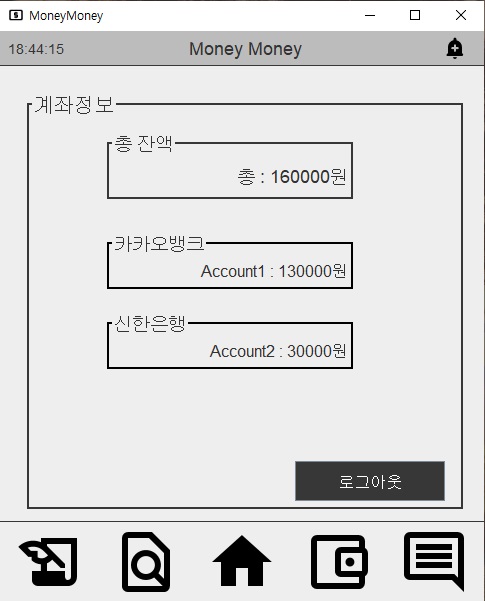 MoneyMoney
18:44:15 Money Money
계좌정보
총 잔액
총 : 160000원
카카오뱅크
Account1 : 130000원
신한은행
Account2 : 30000원
로그아웃